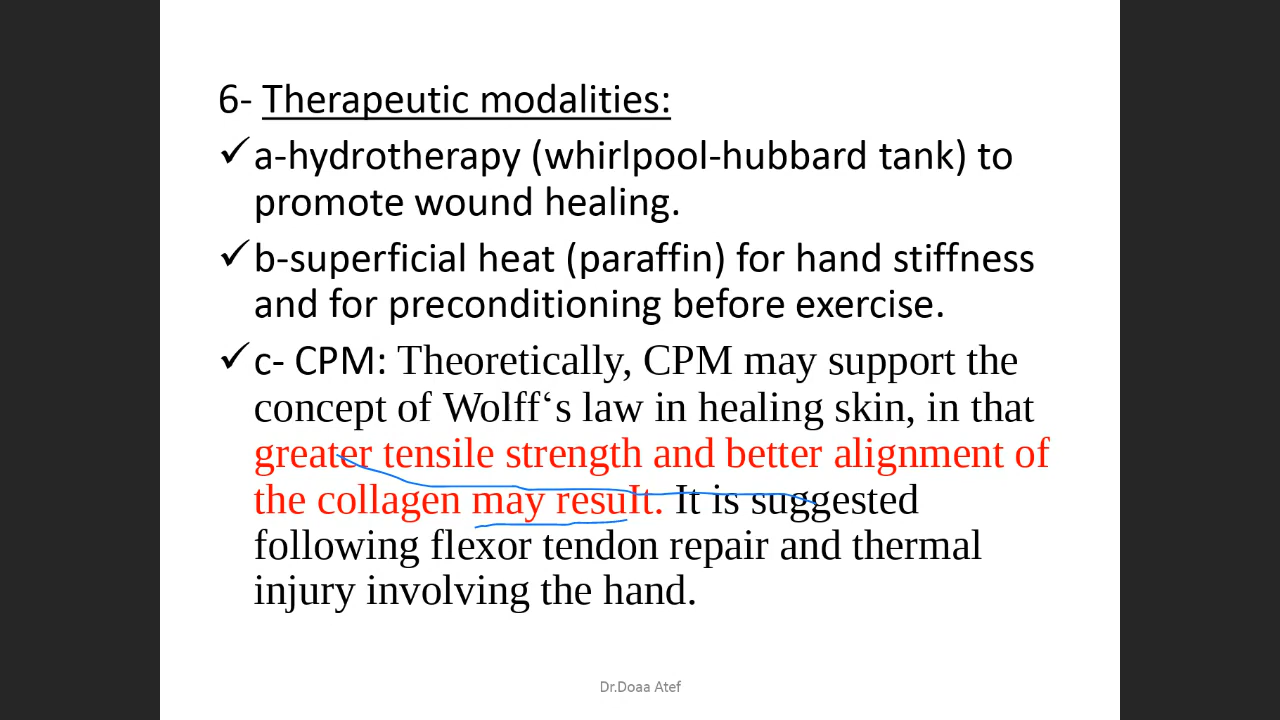 6- Therapeutic modalities:
✓ a-hydrotherapy (whirlpool-hubbard tank) to
promote wound healing.
✓ b-superficial heat (paraffin) for hand stiffness
and for preconditioning before exercise.
✓ c- CPM: Theoretically, CPM may support the
concept of Wolff‘s law in healing skin, in that
greater tensile strength and better alignment of
the collagen may resuIt. It is suggested
following flexor tendon repair and thermal
injury involving the hand.
Dr.Doaa Atef